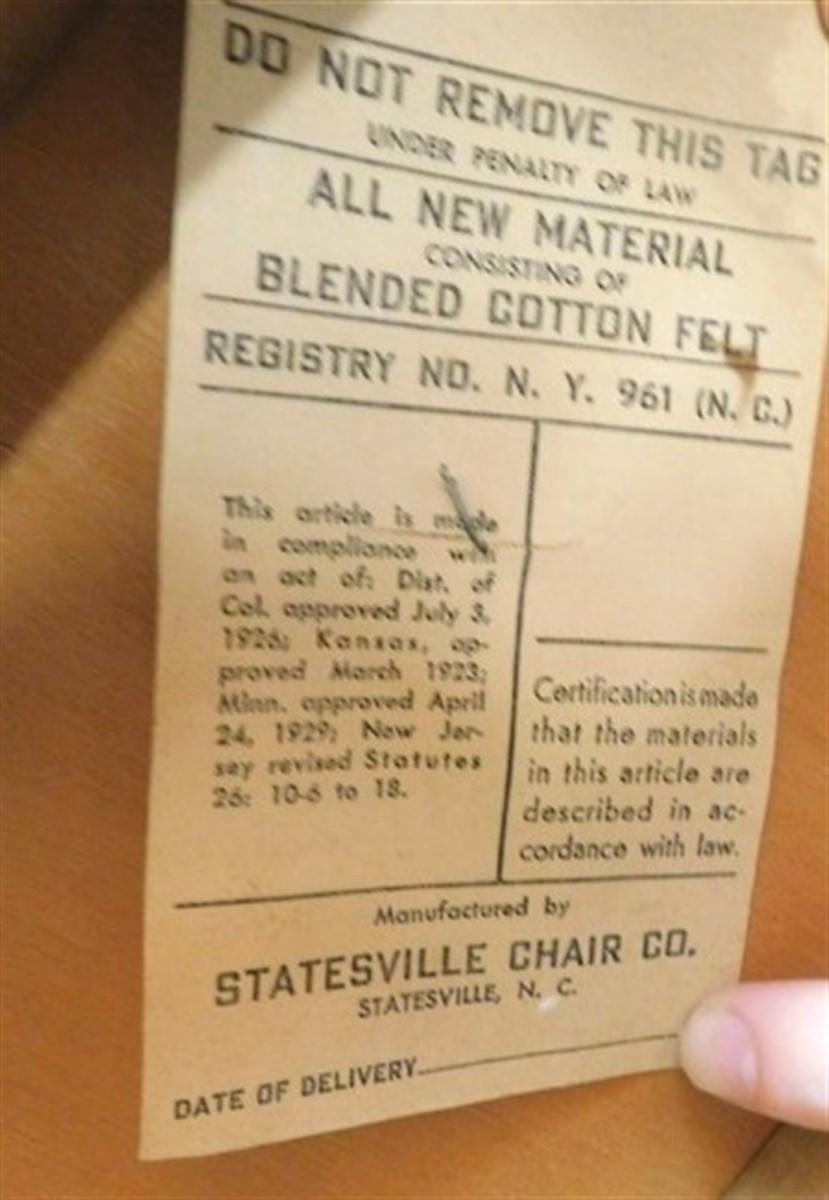 DO NOT REMOVE THIS TAG
UNDER PENALTY OF LAW
ALL NEW MATERIAL
CONSISTING OF
BLENDED COTTON FELT
REGISTRY NO. N. Y. 961 (N. C.)
This article is made
in compliance with
an act of: Dist. of
Col. approved July 3,
1926; Kansas, ap-
proved March 1923;
Minn. approved April
24, 1929; New Jer-
sey revised Statutes
26: 10-6 to 18.
Certification is made
that the materials
in this article are
described in ac-
cordance with law.
Manufactured by
STATESVILLE CHAIR CO.
STATESVILLE, N. C.
DATE OF DELIVERY